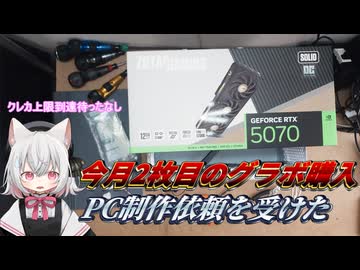 クレカ上限到達待ったなし
ZOTAC GAMING
SOLID
OC
GEFORCE RTX
5070
12GB
今月2枚目のグラボ購入
PC制作依頼を受けた